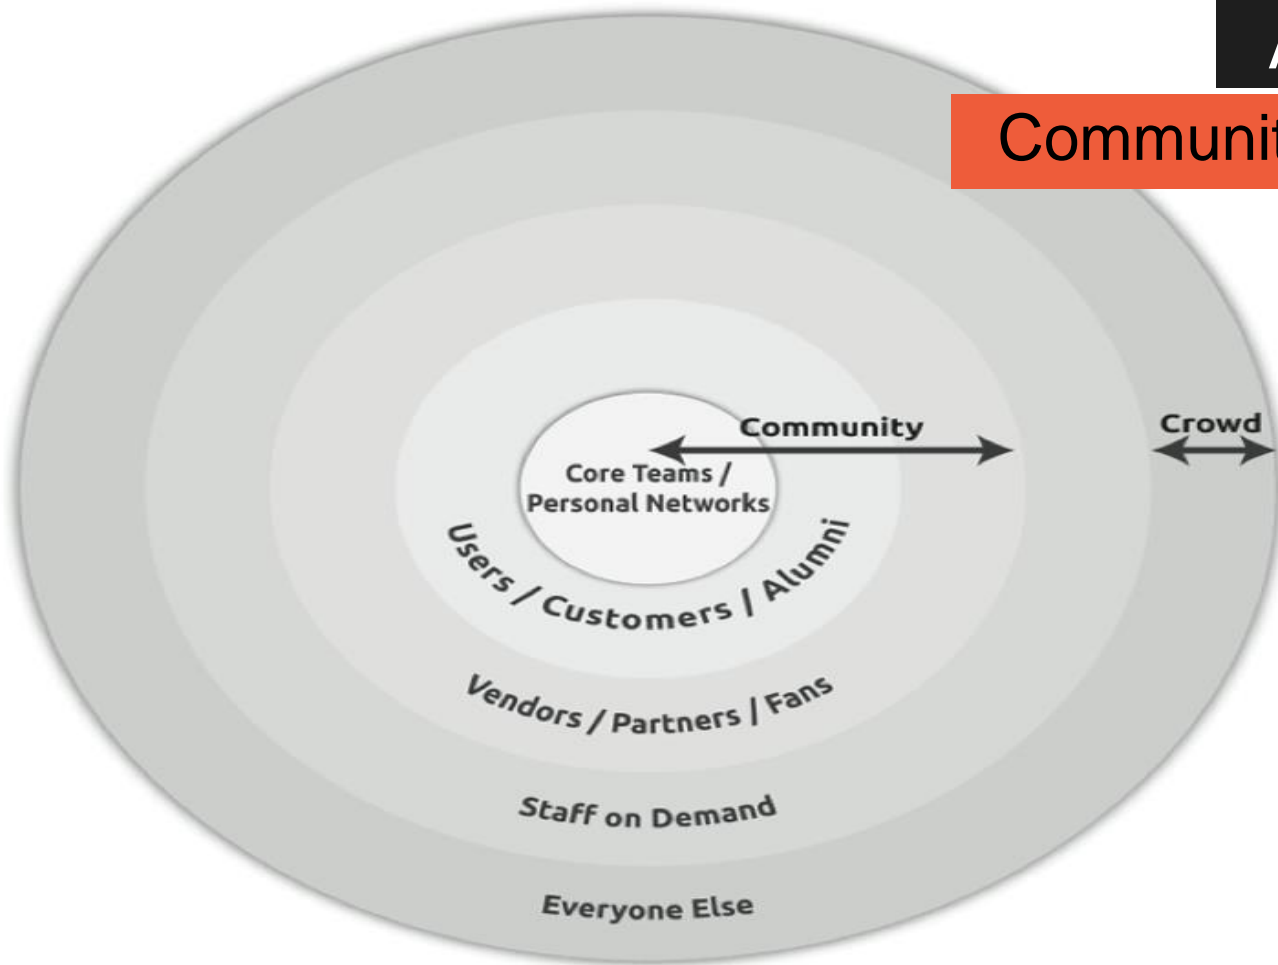 Communit
Community
Crowd
Core Teams /
Personal Networks
Users / Customers / Alumni
Vendors / Partners / Fans
Staff on Demand
Everyone Else